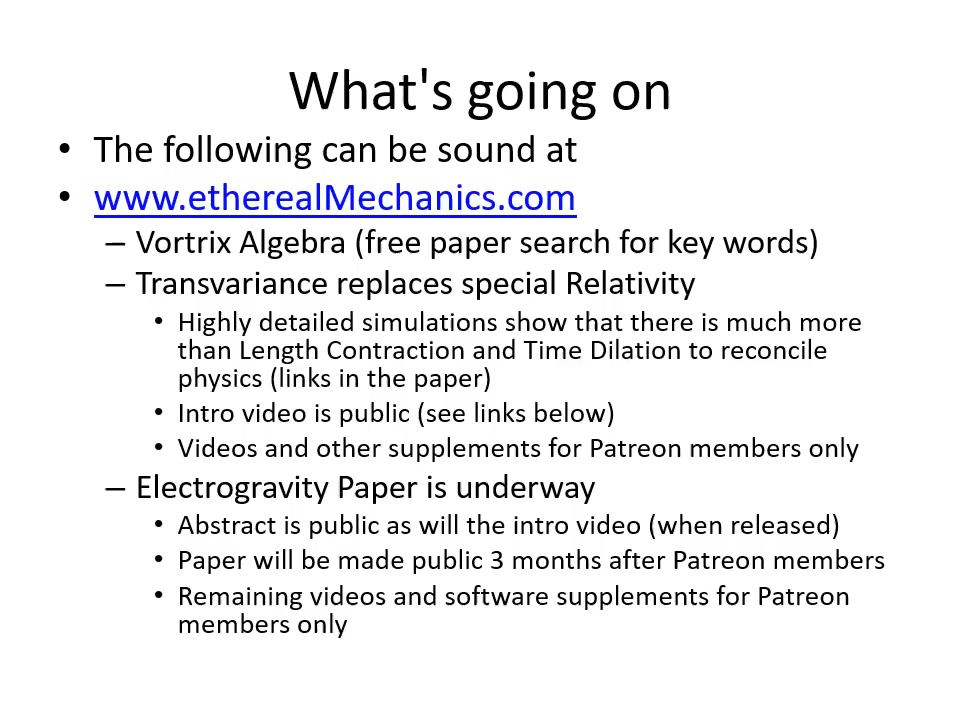 What's going on
• The following can be sound at
• www.etherealMechanics.com
– Vortrix Algebra (free paper search for key words)
– Transvariance replaces special Relativity
• Highly detailed simulations show that there is much more
than Length Contraction and Time Dilation to reconcile
physics (links in the paper)
• Intro video is public (see links below)
• Videos and other supplements for Patreon members only
– Electrogravity Paper is underway
• Abstract is public as will the intro video (when released)
• Paper will be made public 3 months after Patreon members
• Remaining videos and software supplements for Patreon
members only